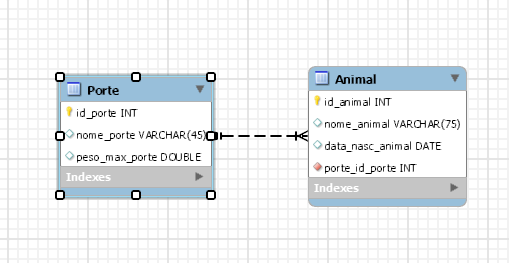 Porte
id_porte INT
nome_porte VARCHAR(45)
peso_max_porte DOUBLE
Indexes
Animal
id_animal INT
nome_animal VARCHAR(75)
data_nasc_animal DATE
porte_id_porte INT
Indexes